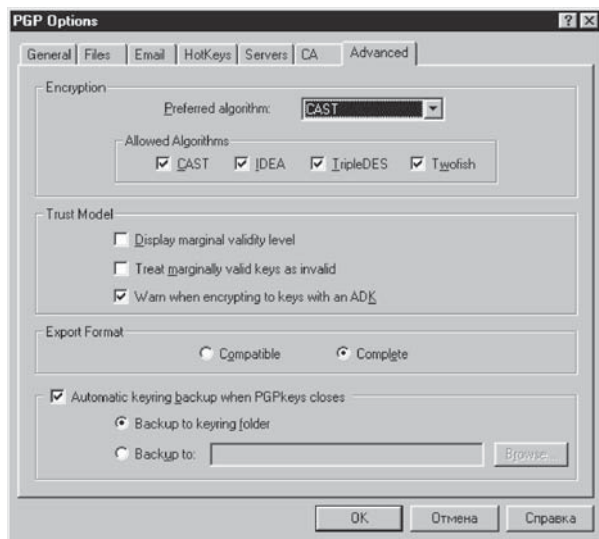 PGP Options
General Files Email HotKeys Servers CA Advanced
Encryption
Preferred algorithm: CAST
Allowed Algorithms
CAST IDEA TripleDES Twofish
Trust Model
Display marginal validity level
Treat marginally valid keys as invalid
Warn when encrypting to keys with an ADK
Export Format
Compatible Complete
Automatic keyring backup when PGPkeys closes
Backup to keyring folder
Backup to: Browse...
OK Отмена Справка